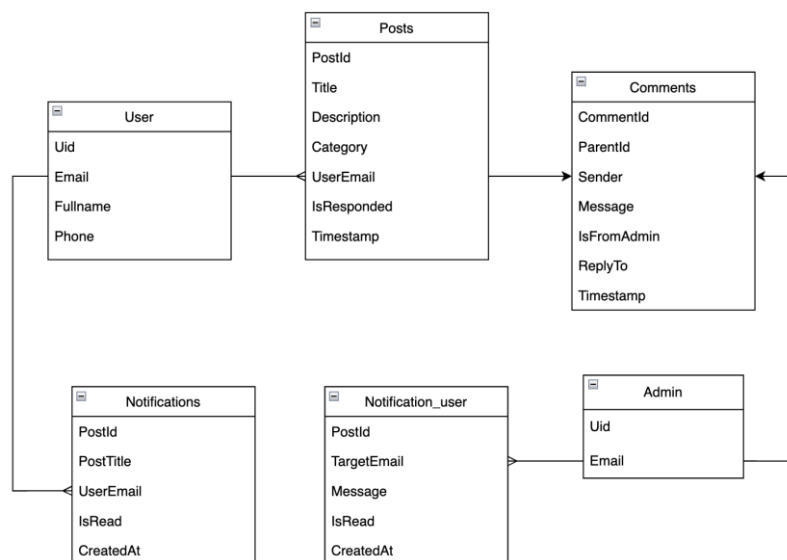 Posts
PostId
Title
Description
Category
UserEmail
IsResponded
Timestamp
Comments
CommentId
ParentId
Sender
Message
IsFromAdmin
ReplyTo
Timestamp
User
Uid
Email
Fullname
Phone
Notifications
PostId
PostTitle
UserEmail
IsRead
CreatedAt
Notification_user
PostId
TargetEmail
Message
IsRead
CreatedAt
Admin
Uid
Email